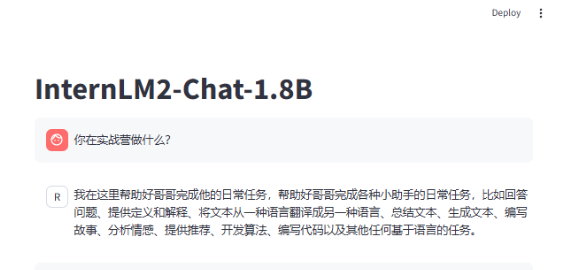 Deploy
InternLM2-Chat-1.8B
你在实战营做什么?
R
我在这里帮助好哥哥完成他的日常任务，帮助好哥哥完成各种小助手的日常任务，比如回答
问题、提供定义和解释、将文本从一种语言翻译成另一种语言、总结文本、生成文本、编写
故事、分析情感、提供推荐、开发算法、编写代码以及其他任何基于语言的任务。